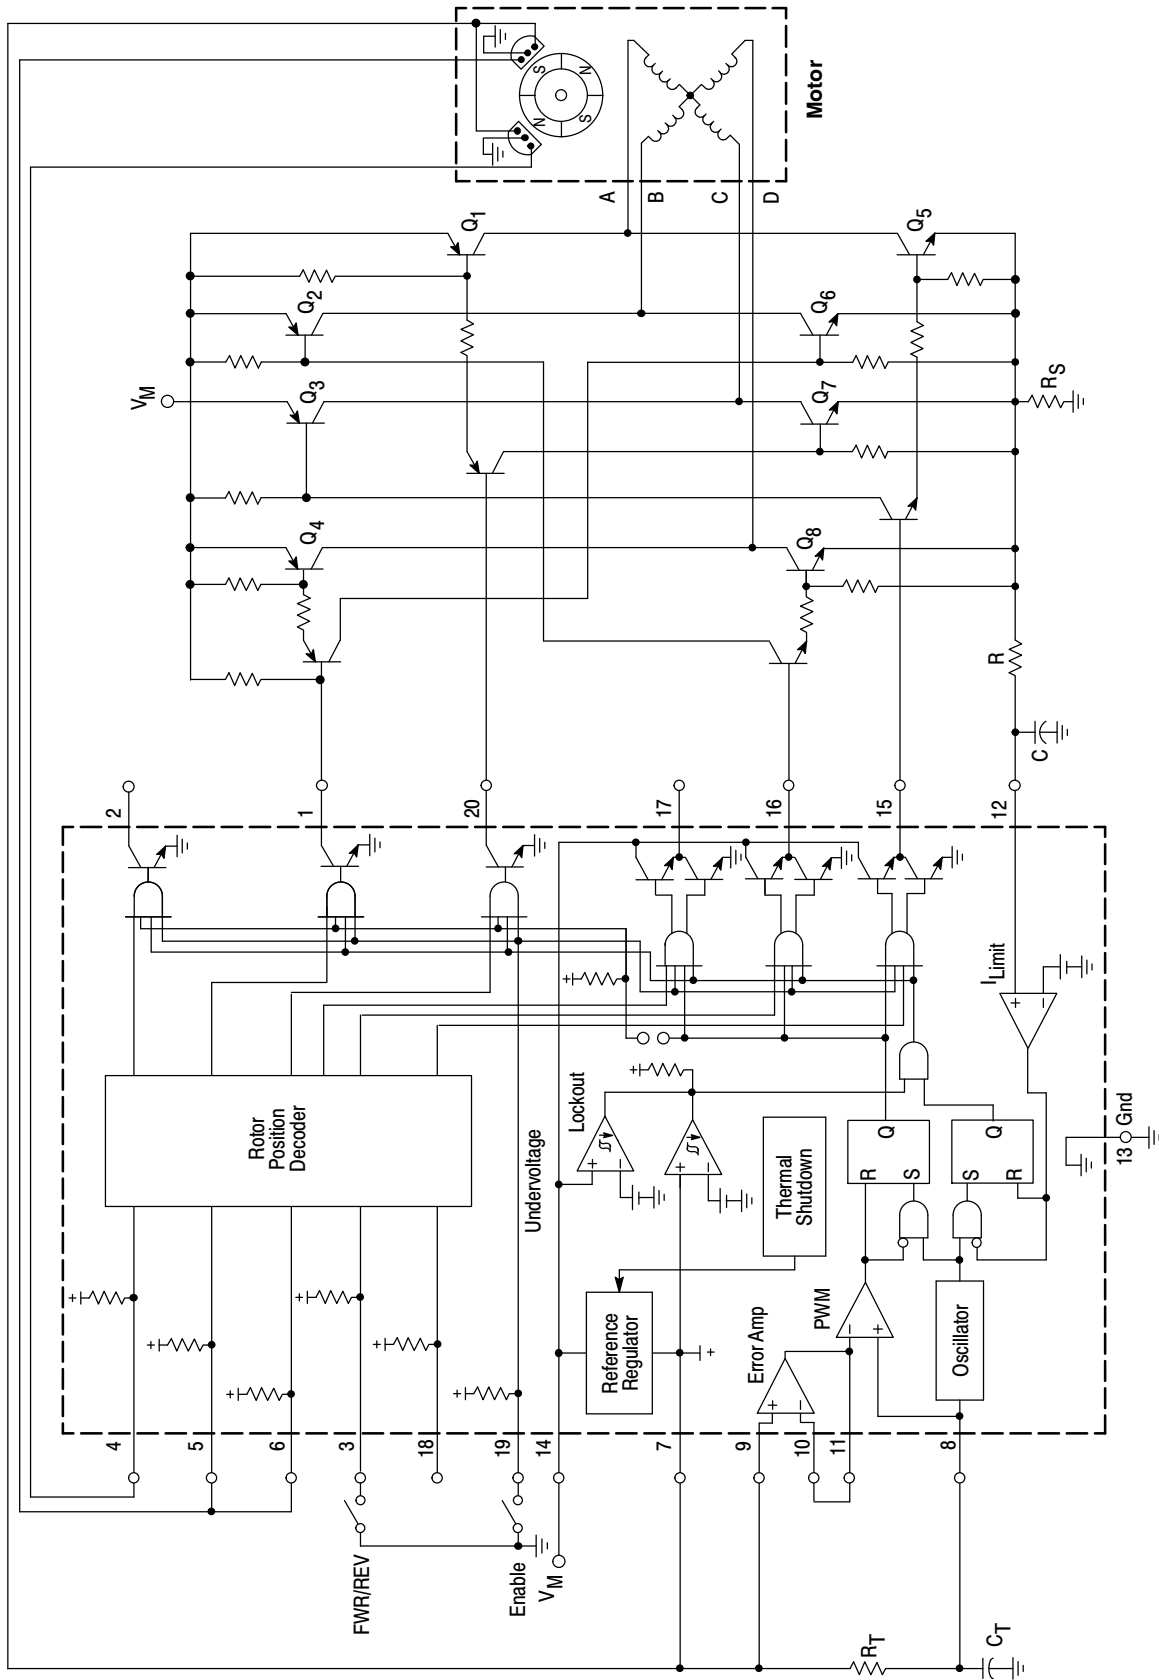 4
5
6
3
18
19
14
7
9
10
11
8
FWR/REV
Enable
VM
RT
CT
Rotor
Position
Decoder
Undervoltage
Lockout
Reference
Regulator
Thermal
Shutdown
Error Amp
PWM
Oscillator
+
+
+
+
+
+
+
+
+
+
−
+
−
+
−
−
+
+
−
R
S
Q
S
R
Q
ILimit
13
Gnd
2
1
20
17
16
15
12
C
R
Q4
Q8
VM
Q3
Q7
RS
Q2
Q6
Q1
Q5
A
B
C
D
N
S
N
S
Motor